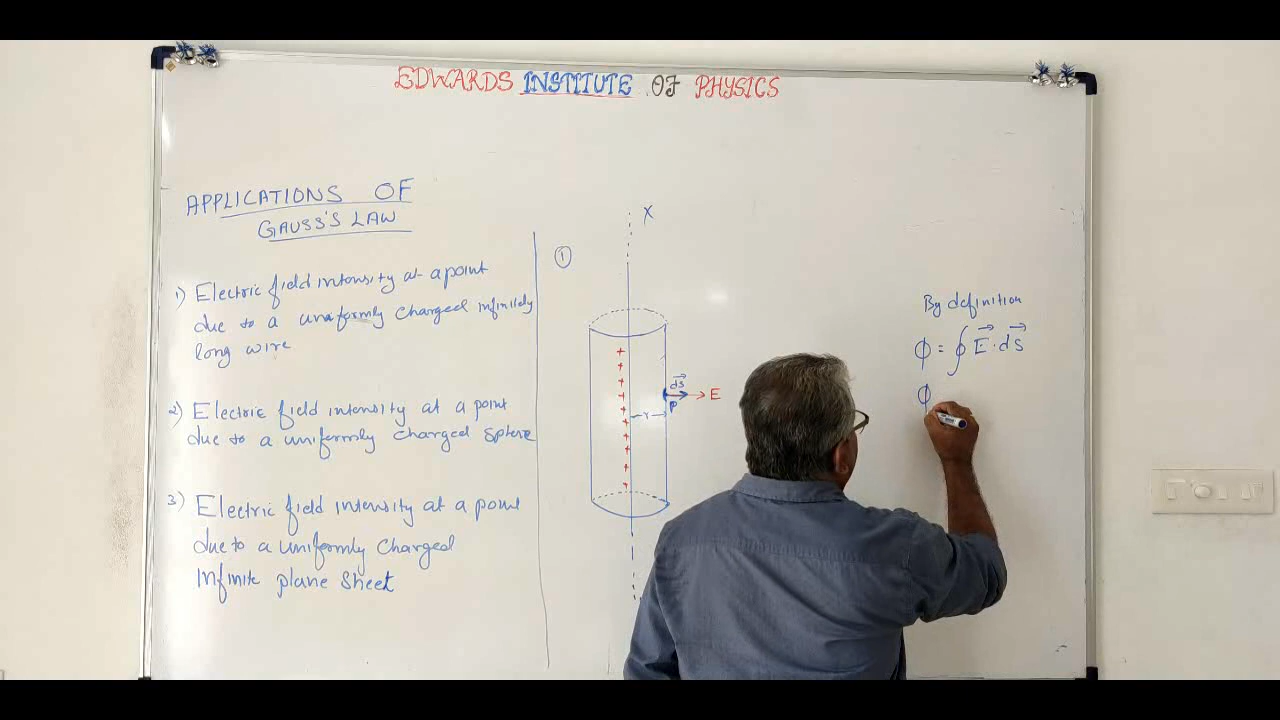 EDWARDS INSTITUTE OF PHYSICS
APPLICATIONS OF
GAUSS'S LAW
1) Electric field intensity at a point
due to a uniformly charged infinitely
long wire
2) Electric field intensity at a point
due to a uniformly charged sphere
3) Electric field intensity at a point
due to a uniformly charged
Infinite plane sheet
①
X
+
+
+
+
+
+
+
+
+
+
r
dS
P
E
By definition
ϕ = ∮ E⃗ · dS⃗
ϕ